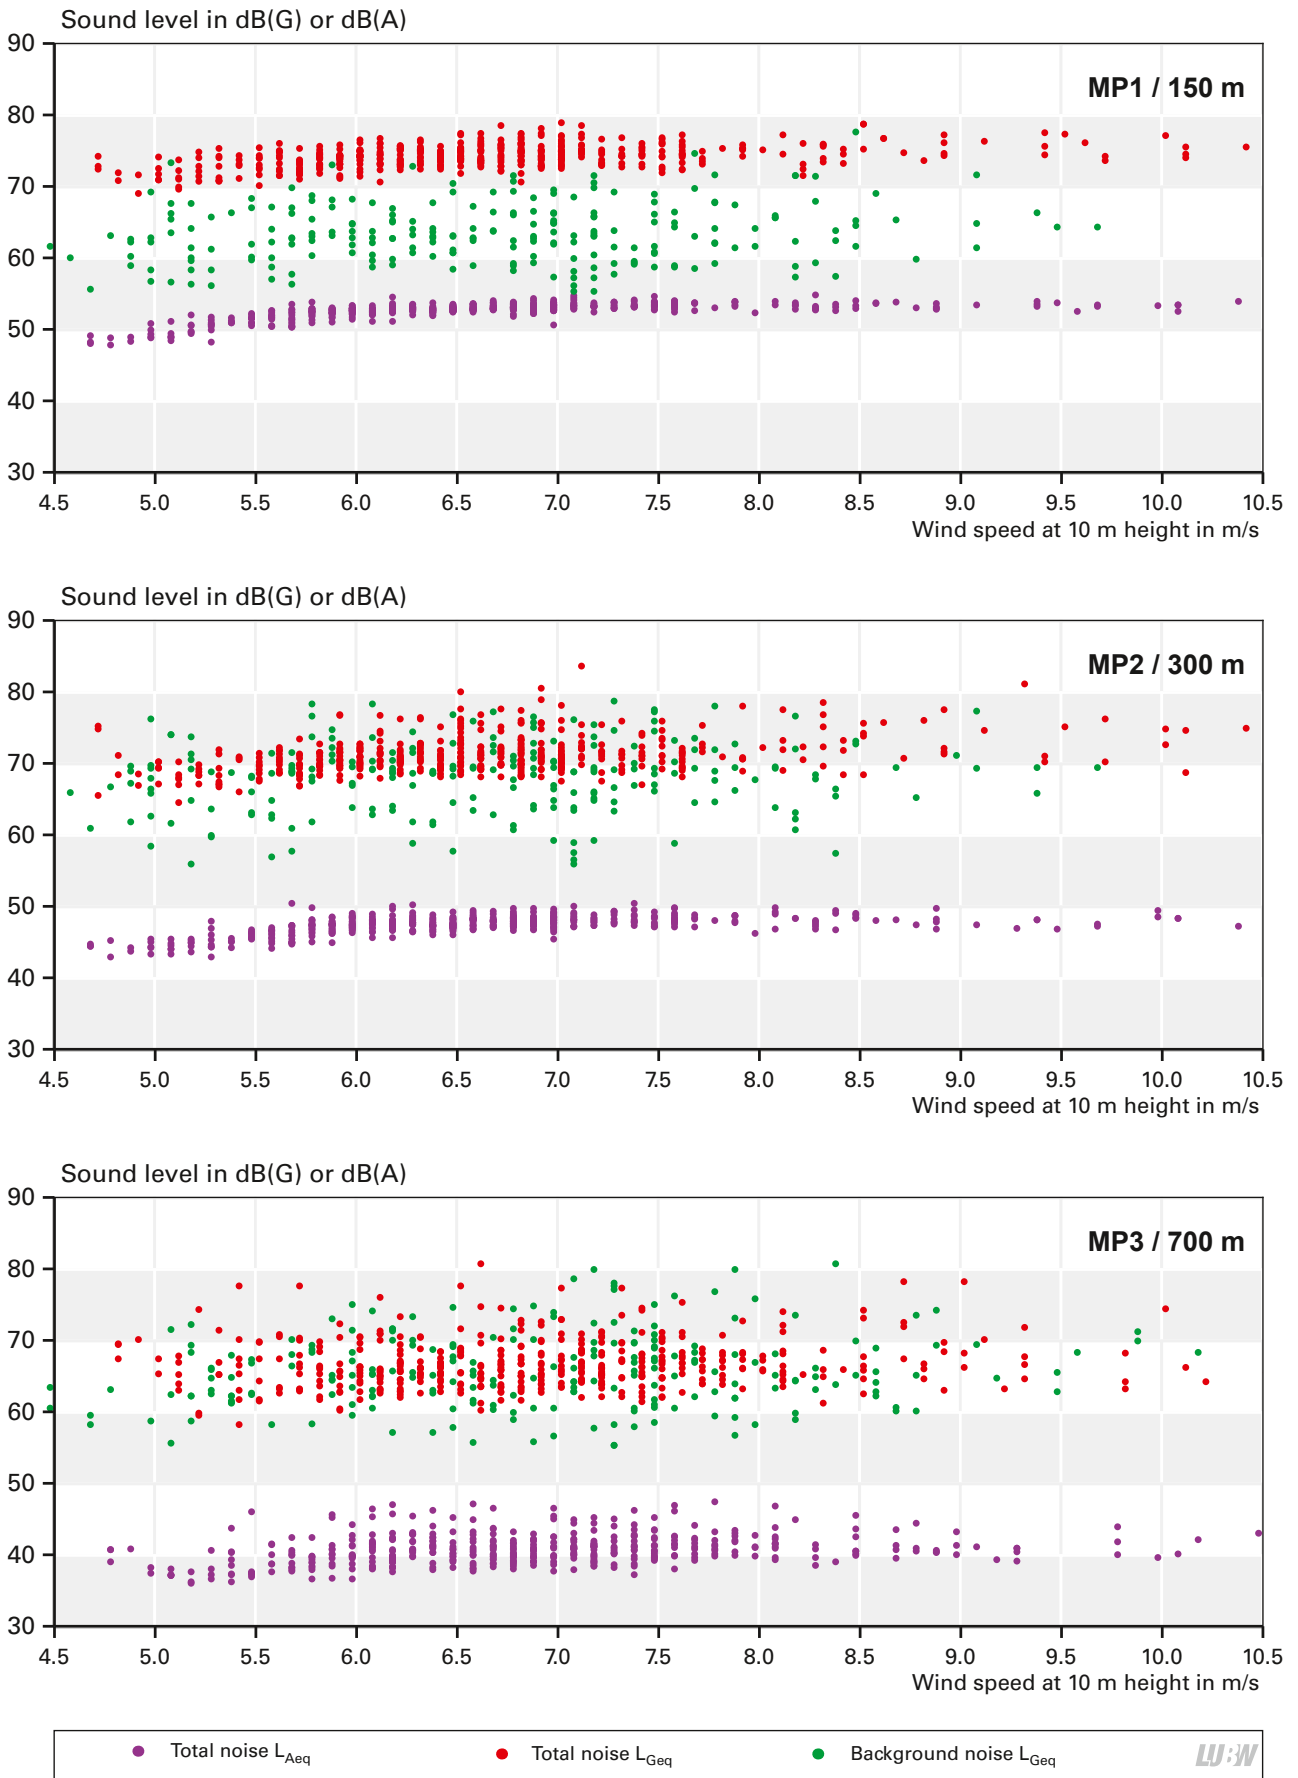 Sound level in dB(G) or dB(A)
90
80
70
60
50
40
30
MP1 / 150 m
4.5 5.0 5.5 6.0 6.5 7.0 7.5 8.0 8.5 9.0 9.5 10.0 10.5
Wind speed at 10 m height in m/s
Sound level in dB(G) or dB(A)
90
80
70
60
50
40
30
MP2 / 300 m
4.5 5.0 5.5 6.0 6.5 7.0 7.5 8.0 8.5 9.0 9.5 10.0 10.5
Wind speed at 10 m height in m/s
Sound level in dB(G) or dB(A)
90
80
70
60
50
40
30
MP3 / 700 m
4.5 5.0 5.5 6.0 6.5 7.0 7.5 8.0 8.5 9.0 9.5 10.0 10.5
Wind speed at 10 m height in m/s
Total noise LAeq Total noise LGeq Background noise LGeq LUBW